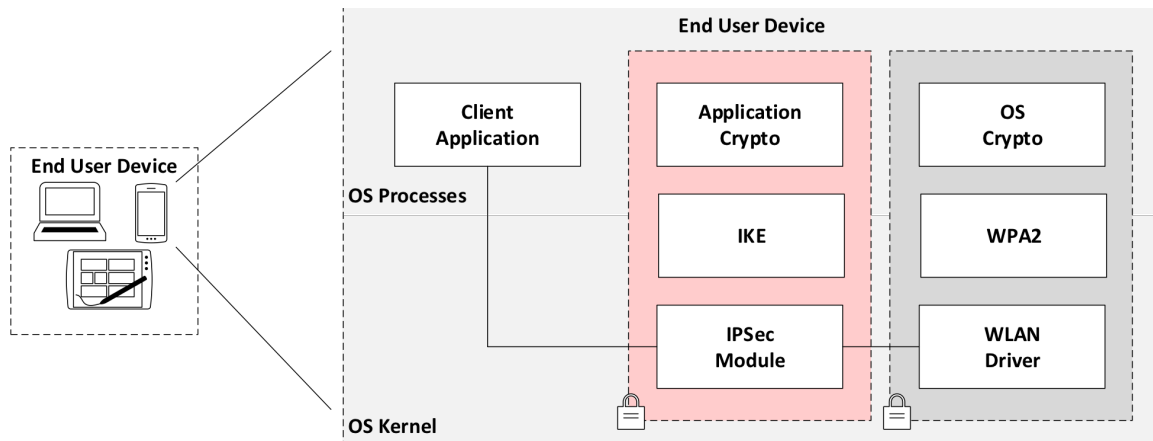 End User Device
End User Device
Client
Application
Application
Crypto
OS
Crypto
OS Processes
IKE
WPA2
IPSec
Module
WLAN
Driver
OS Kernel